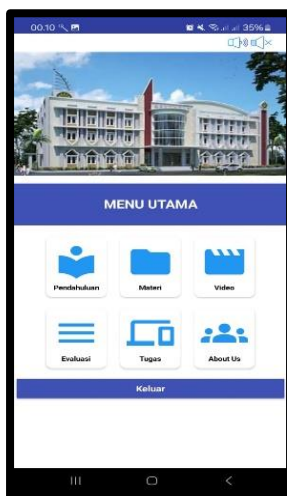 00.10
35%
MENU UTAMA
Pendahuluan
Materi
Video
Evaluasi
Tugas
About Us
Keluar